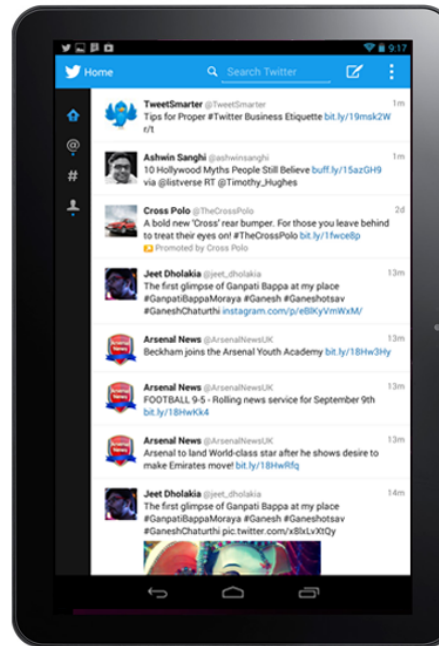 9:17
Home
Search Twitter
@
#
TweetSmarter @TweetSmarter 1m
Tips for Proper #Twitter Business Etiquette bit.ly/19msk2W
r/t
Ashwin Sanghi @ashwinsanghi 1m
10 Hollywood Myths People Still Believe buff.ly/15azGH9
via @listverse RT @Timothy_Hughes
Cross Polo @TheCrossPolo 2d
A bold new 'Cross' rear bumper. For those you leave behind
to treat their eyes on! #TheCrossPolo bit.ly/1fwce8p
Promoted by Cross Polo
Jeet Dholakia @jeet_dholakia 13m
The first glimpse of Ganpati Bappa at my place
#GanpatiBappaMoraya #Ganesh #Ganeshotsav
#GaneshChaturthi instagram.com/p/eBlKyVmWxM/
Arsenal News @ArsenalNewsUK 13m
Beckham joins the Arsenal Youth Academy bit.ly/18Hw3Hy
Arsenal News @ArsenalNewsUK 13m
FOOTBALL 9-5 - Rolling news service for September 9th
bit.ly/18HwKk4
Arsenal News @ArsenalNewsUK 13m
Arsenal to land World-class star after he shows desire to
make Emirates move! bit.ly/18HwRfq
Jeet Dholakia @jeet_dholakia 14m
The first glimpse of Ganpati Bappa at my place
#GanpatiBappaMoraya #Ganesh #Ganeshotsav
#GaneshChaturthi pic.twitter.com/x8lxLvXtQy